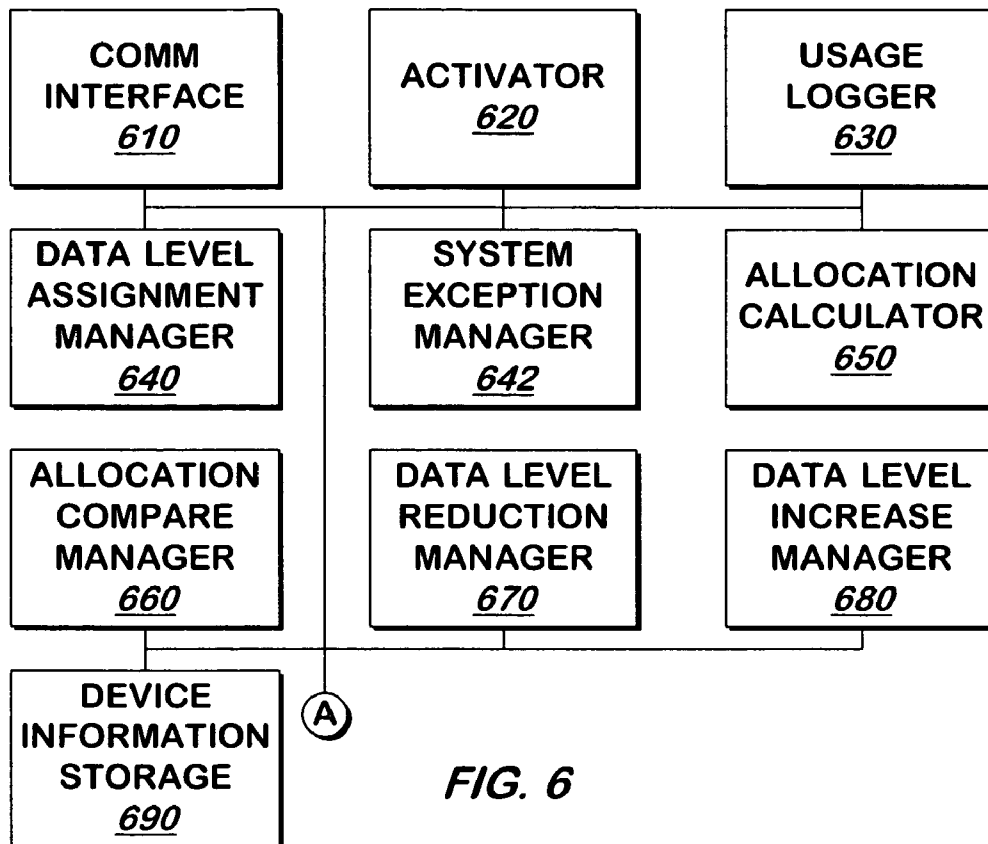 COMM
INTERFACE
610
ACTIVATOR
620
USAGE
LOGGER
630
DATA LEVEL
ASSIGNMENT
MANAGER
640
SYSTEM
EXCEPTION
MANAGER
642
ALLOCATION
CALCULATOR
650
ALLOCATION
COMPARE
MANAGER
660
DATA LEVEL
REDUCTION
MANAGER
670
DATA LEVEL
INCREASE
MANAGER
680
DEVICE
INFORMATION
STORAGE
690
A
FIG. 6